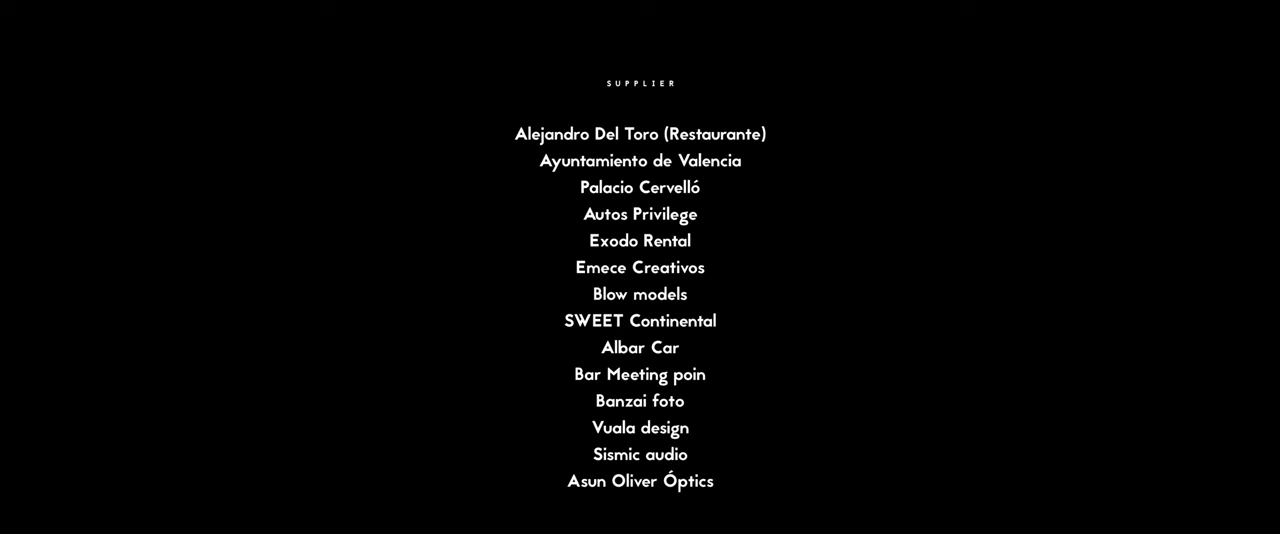 SUPPLIER
Alejandro Del Toro (Restaurante)
Ayuntamiento de Valencia
Palacio Cervelló
Autos Privilege
Exodo Rental
Emece Creativos
Blow models
SWEET Continental
Albar Car
Bar Meeting poin
Banzai foto
Vuala design
Sismic audio
Asun Oliver Óptics